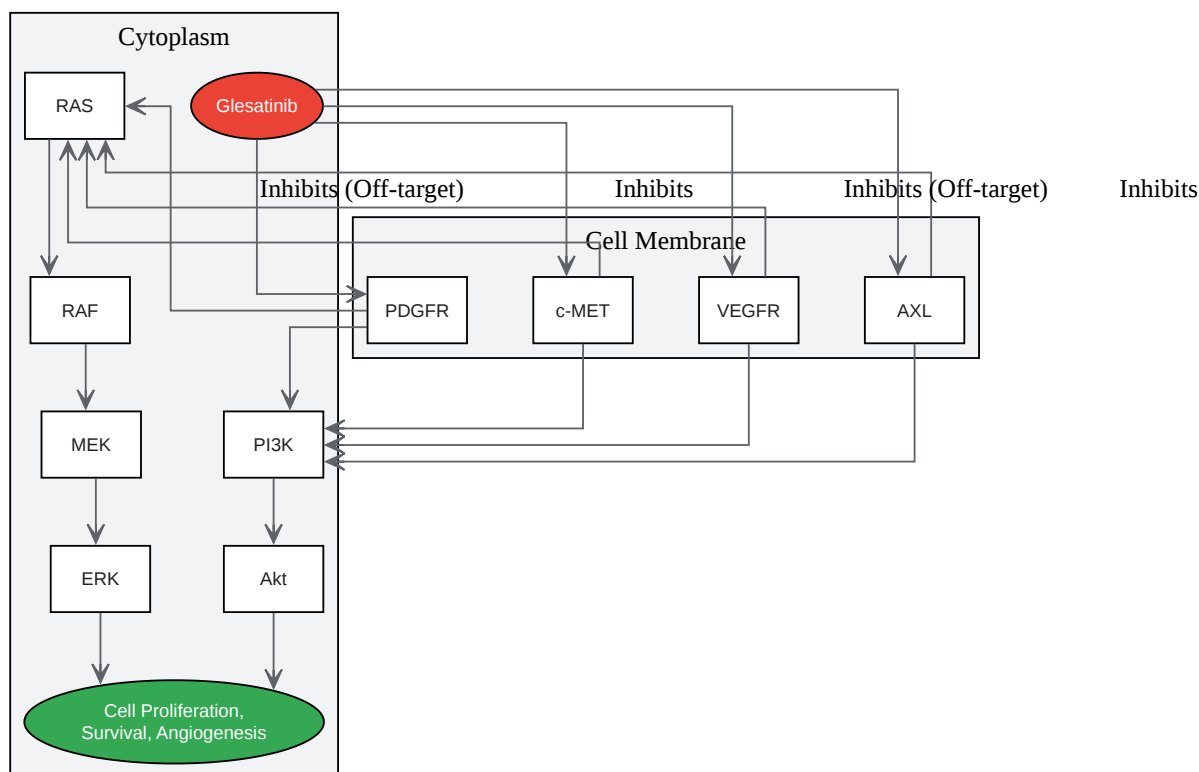 Cytoplasm
RAS
Glesatinib
Inhibits (Off-target)
Inhibits
Inhibits (Off-target)
Inhibits
Cell Membrane
RAF
PDGFR
c-MET
VEGFR
AXL
MEK
PI3K
ERK
Akt
Cell Proliferation,
Survival, Angiogenesis